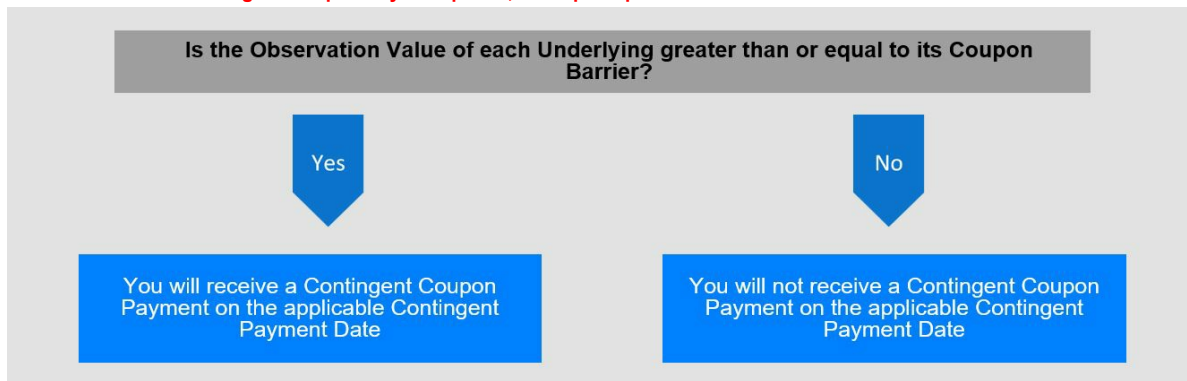 Is the Observation Value of each Underlying greater than or equal to its Coupon
Barrier?
Yes
No
You will receive a Contingent Coupon
Payment on the applicable Contingent
Payment Date
You will not receive a Contingent Coupon
Payment on the applicable Contingent
Payment Date